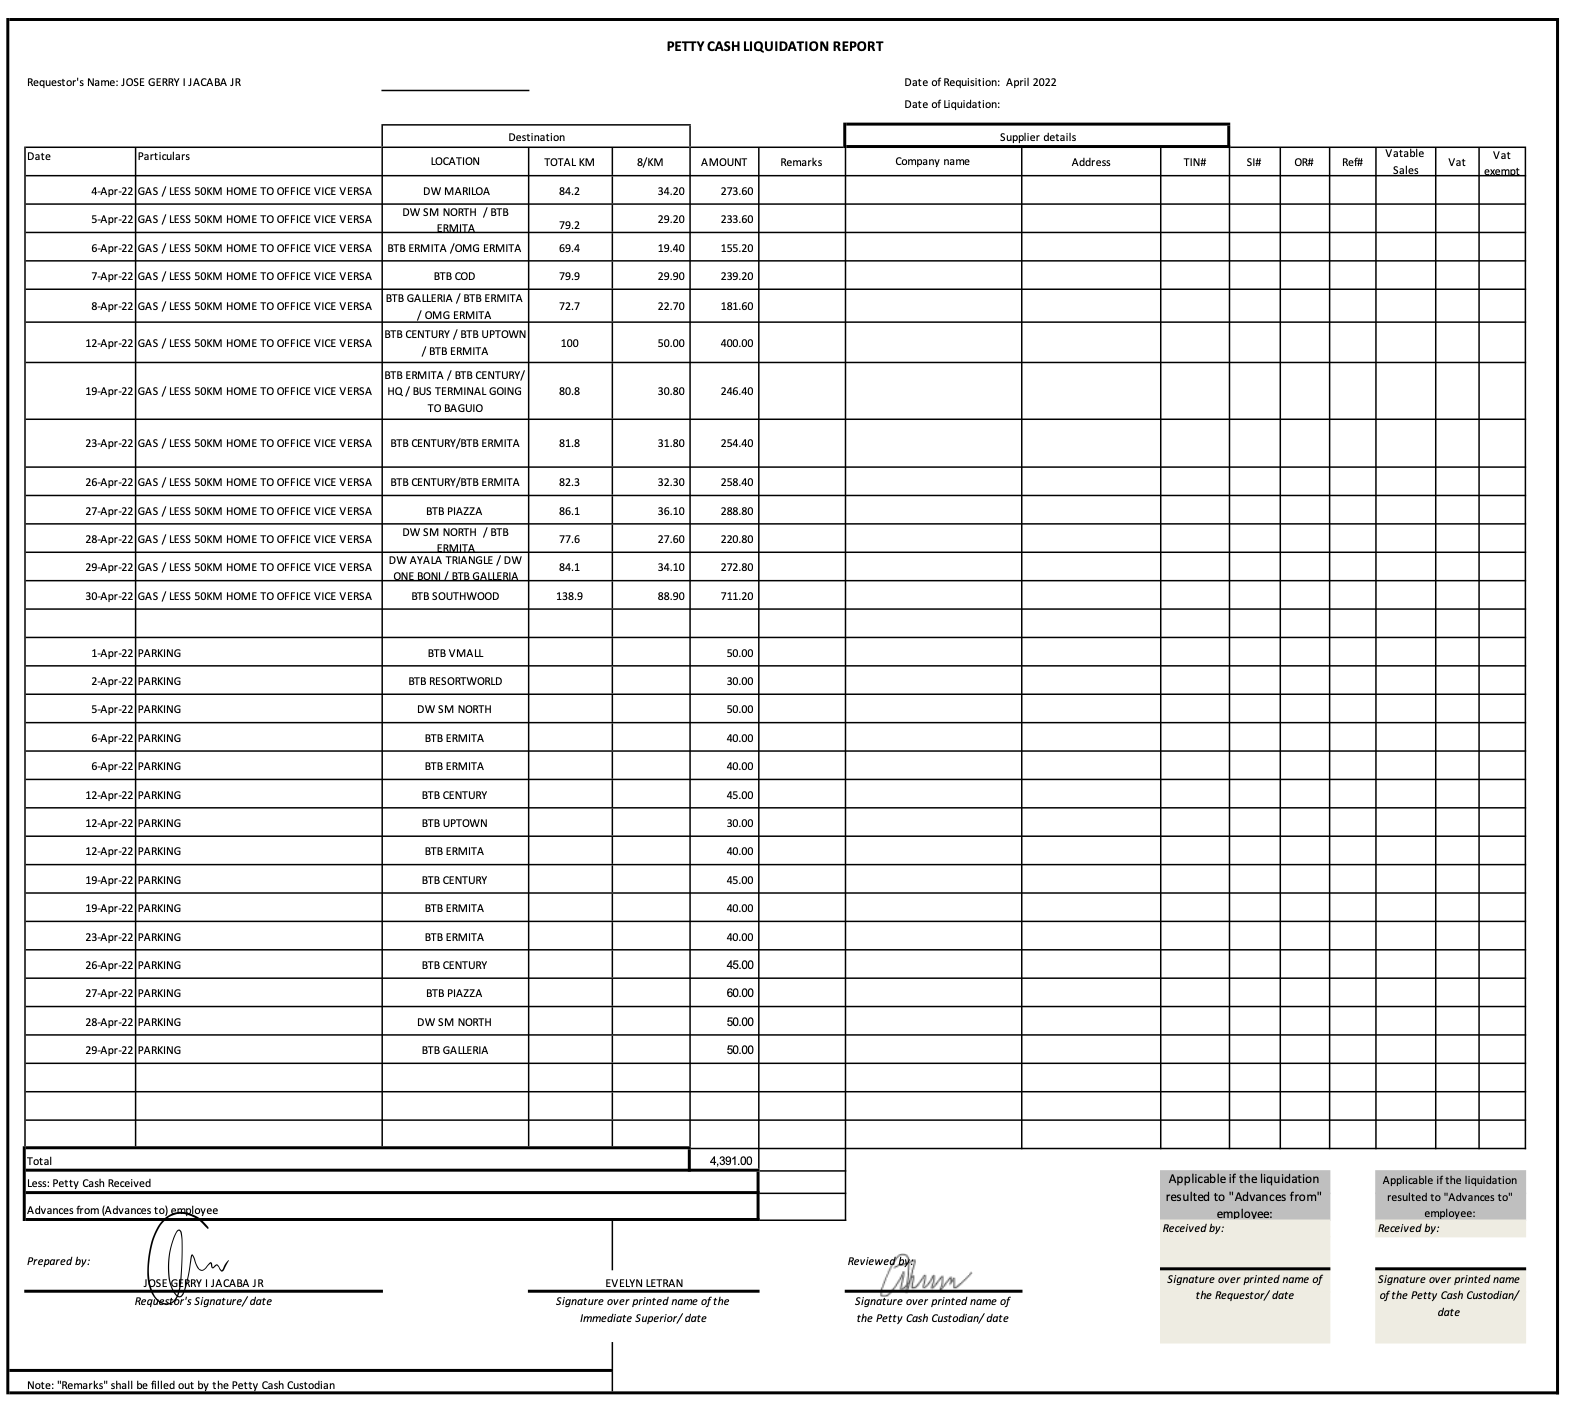 PETTY CASH LIQUIDATION REPORT
Requestor's Name: JOSE GERRY I JACABA JR Date of Requisition: April 2022
Date of Liquidation:
Destination Supplier details
Date Particulars LOCATION TOTAL KM 8/KM AMOUNT Remarks Company name Address TIN# SI# OR# Ref# Vatable Sales Vat Vat exempt
4-Apr-22 GAS / LESS 50KM HOME TO OFFICE VICE VERSA DW MARILOA 84.2 34.20 273.60
5-Apr-22 GAS / LESS 50KM HOME TO OFFICE VICE VERSA DW SM NORTH / BTB ERMITA 79.2 29.20 233.60
6-Apr-22 GAS / LESS 50KM HOME TO OFFICE VICE VERSA BTB ERMITA /OMG ERMITA 69.4 19.40 155.20
7-Apr-22 GAS / LESS 50KM HOME TO OFFICE VICE VERSA BTB COD 79.9 29.90 239.20
8-Apr-22 GAS / LESS 50KM HOME TO OFFICE VICE VERSA BTB GALLERIA / BTB ERMITA / OMG ERMITA 72.7 22.70 181.60
12-Apr-22 GAS / LESS 50KM HOME TO OFFICE VICE VERSA BTB CENTURY / BTB UPTOWN / BTB ERMITA 100 50.00 400.00
19-Apr-22 GAS / LESS 50KM HOME TO OFFICE VICE VERSA BTB ERMITA / BTB CENTURY/ HQ / BUS TERMINAL GOING TO BAGUIO 80.8 30.80 246.40
23-Apr-22 GAS / LESS 50KM HOME TO OFFICE VICE VERSA BTB CENTURY/BTB ERMITA 81.8 31.80 254.40
26-Apr-22 GAS / LESS 50KM HOME TO OFFICE VICE VERSA BTB CENTURY/BTB ERMITA 82.3 32.30 258.40
27-Apr-22 GAS / LESS 50KM HOME TO OFFICE VICE VERSA BTB PIAZZA 86.1 36.10 288.80
28-Apr-22 GAS / LESS 50KM HOME TO OFFICE VICE VERSA DW SM NORTH / BTB ERMITA 77.6 27.60 220.80
29-Apr-22 GAS / LESS 50KM HOME TO OFFICE VICE VERSA DW AYALA TRIANGLE / DW ONE BONI / BTB GALLERIA 84.1 34.10 272.80
30-Apr-22 GAS / LESS 50KM HOME TO OFFICE VICE VERSA BTB SOUTHWOOD 138.9 88.90 711.20
1-Apr-22 PARKING BTB VMALL 50.00
2-Apr-22 PARKING BTB RESORTWORLD 30.00
5-Apr-22 PARKING DW SM NORTH 50.00
6-Apr-22 PARKING BTB ERMITA 40.00
6-Apr-22 PARKING BTB ERMITA 40.00
12-Apr-22 PARKING BTB CENTURY 45.00
12-Apr-22 PARKING BTB UPTOWN 30.00
12-Apr-22 PARKING BTB ERMITA 40.00
19-Apr-22 PARKING BTB CENTURY 45.00
19-Apr-22 PARKING BTB ERMITA 40.00
23-Apr-22 PARKING BTB ERMITA 40.00
26-Apr-22 PARKING BTB CENTURY 45.00
27-Apr-22 PARKING BTB PIAZZA 60.00
28-Apr-22 PARKING DW SM NORTH 50.00
29-Apr-22 PARKING BTB GALLERIA 50.00
Total 4,391.00
Less: Petty Cash Received
Advances from (Advances to) employee
Applicable if the liquidation resulted to "Advances from" employee:
Received by:
Signature over printed name of the Requestor/ date
Applicable if the liquidation resulted to "Advances to" employee:
Received by:
Signature over printed name of the Petty Cash Custodian/ date
Prepared by:
JOSE GERRY I JACABA JR
Requestor's Signature/ date
EVELYN LETRAN
Signature over printed name of the
Immediate Superior/ date
Reviewed by:
Signature over printed name of
the Petty Cash Custodian/ date
Note: "Remarks" shall be filled out by the Petty Cash Custodian